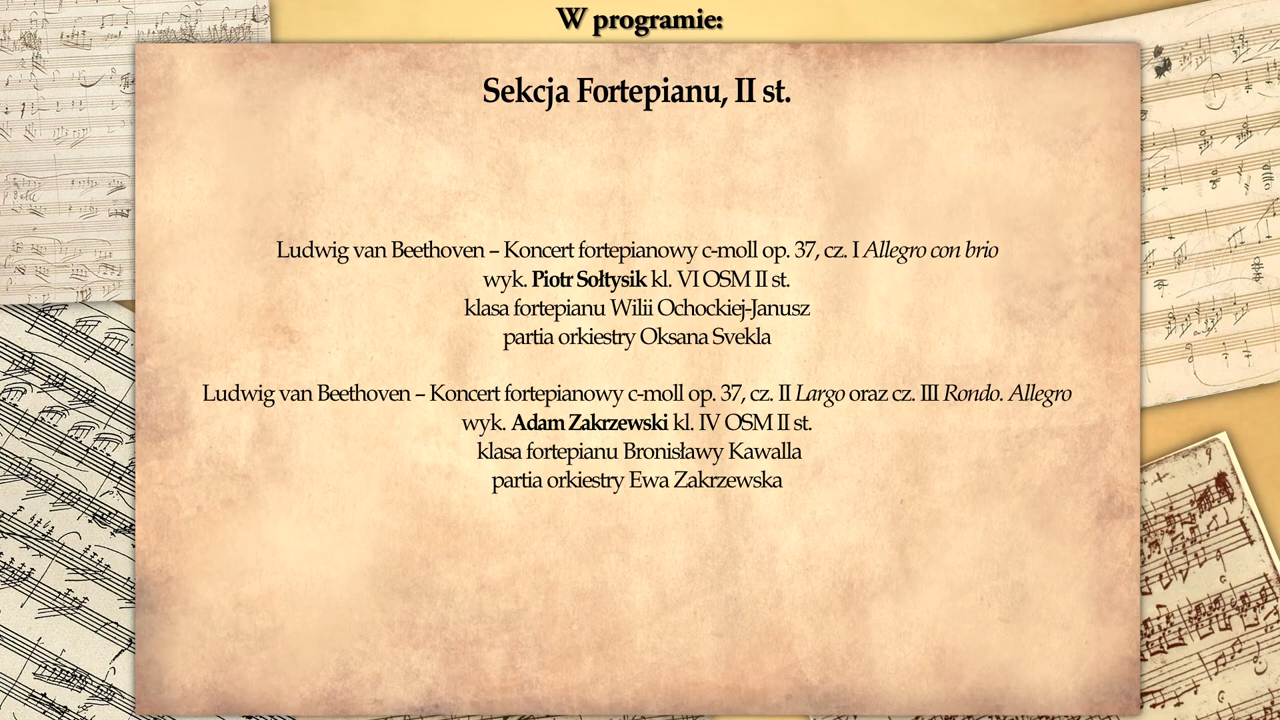 W programie:
Sekcja Fortepianu, II st.
Ludwig van Beethoven – Koncert fortepianowy c-moll op. 37, cz. I Allegro con brio
wyk. Piotr Sołtysik kl. VI OSM II st.
klasa fortepianu Wilii Ochockiej-Janusz
partia orkiestry Oksana Svekla
Ludwig van Beethoven – Koncert fortepianowy c-moll op. 37, cz. II Largo oraz cz. III Rondo. Allegro
wyk. Adam Zakrzewski kl. IV OSM II st.
klasa fortepianu Bronisławy Kawalla
partia orkiestry Ewa Zakrzewska